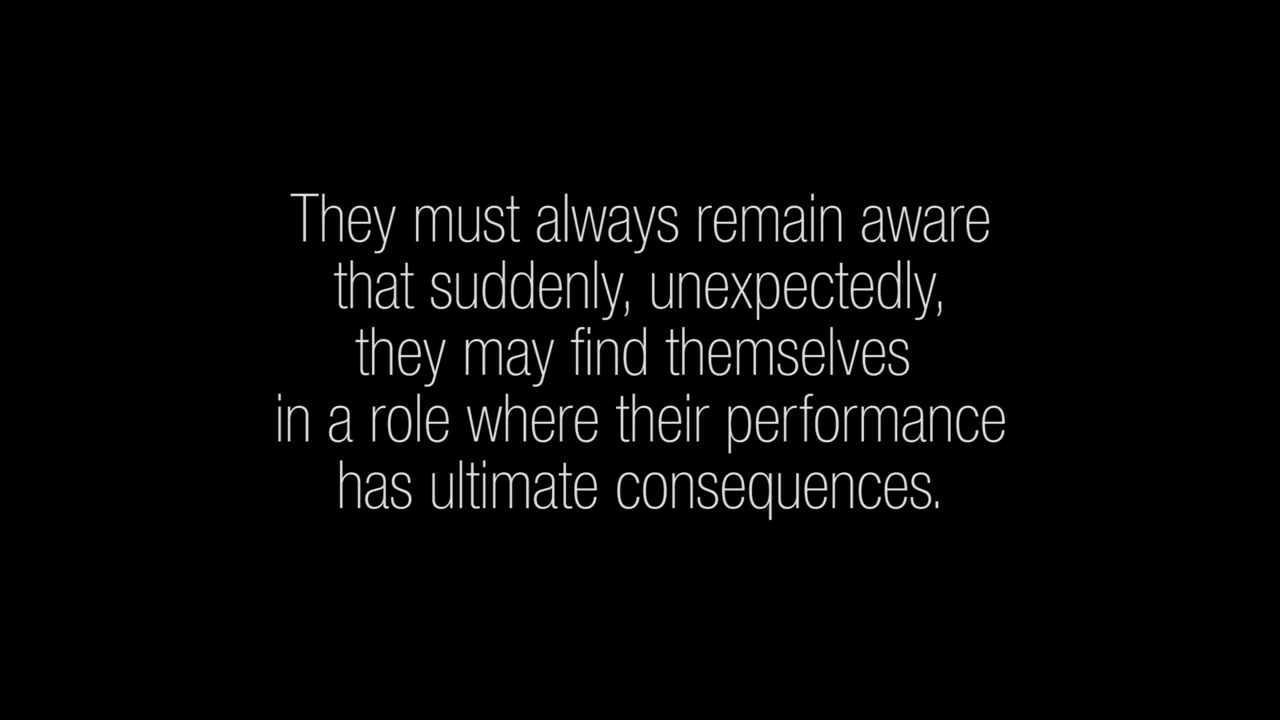 They must always remain aware
that suddenly, unexpectedly,
they may find themselves
in a role where their performance
has ultimate consequences.